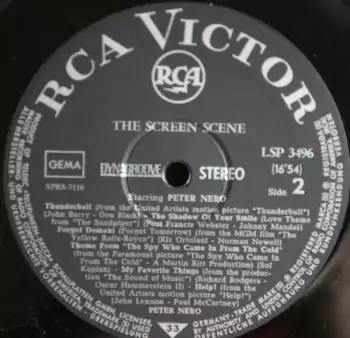 RCA VICTOR
RCA
THE SCREEN SCENE
GEMA
SPRS-7119
DYNAGROOVE
STEREO
LSP 3496
(16'54)
Side 2
Starring PETER NERO
Thunderball (from the United Artists motion picture "Thunderball")
(John Barry - Don Black) - The Shadow Of Your Smile (Love Theme
from "The Sandpiper") (Paul Francis Webster - Johnny Mandel)
Forget Domani (Forget Tomorrow) (from the MGM film "The
Yellow Rolls-Royce") (Riz Ortolani - Norman Newell)
Theme From "The Spy Who Came In From The Cold"
(from the Paramount picture "The Spy Who Came In
From The Cold" - A Martin Ritt Production) (Sol
Kaplan) - My Favorite Things (from the produc-
tion "The Sound of Music") (Richard Rodgers -
Oscar Hammerstein II) - Help! (from the
United Artists motion picture "Help!")
(John Lennon - Paul McCartney)
PETER NERO
33